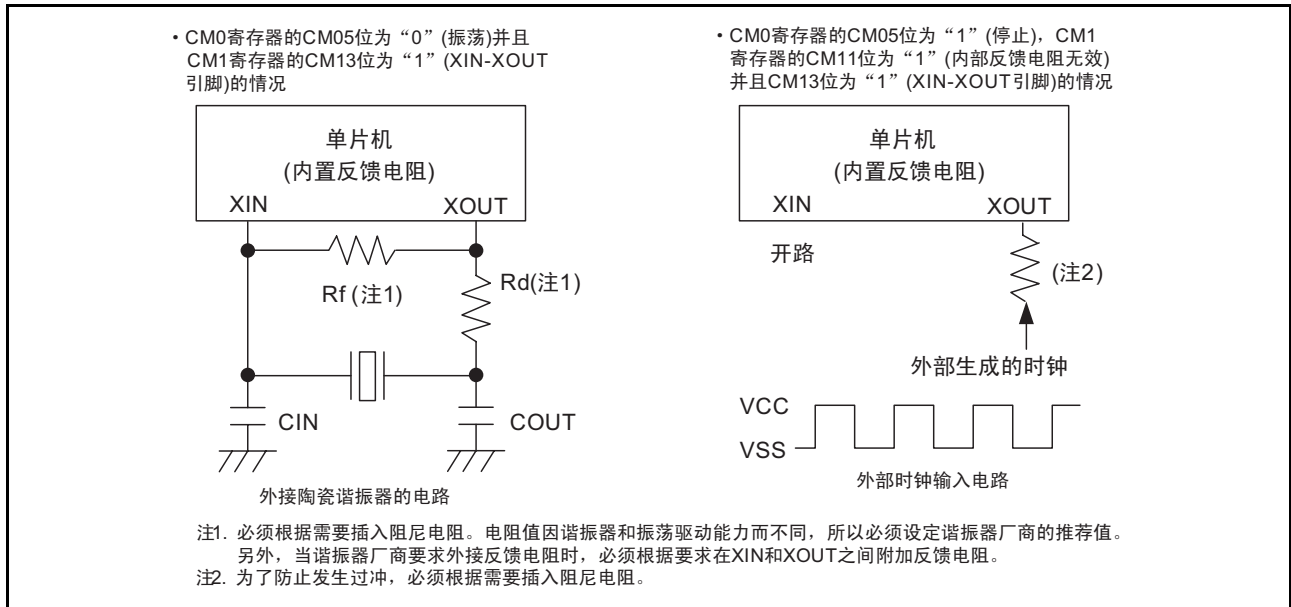 • CM0寄存器的CM05位为“0”(振荡)并且
CM1寄存器的CM13位为“1”(XIN-XOUT
引脚)的情况
单片机
(内置反馈电阻)
XIN
XOUT
Rf (注1)
Rd(注1)
CIN
COUT
外接陶瓷谐振器的电路
• CM0寄存器的CM05位为“1”(停止)，CM1
寄存器的CM11位为“1”(内部反馈电阻无效)
并且CM13位为“1”(XIN-XOUT引脚)的情况
单片机
(内置反馈电阻)
XIN
XOUT
开路
(注2)
外部生成的时钟
VCC
VSS
外部时钟输入电路
注1. 必须根据需要插入阻尼电阻。电阻值因谐振器和振荡驱动能力而不同，所以必须设定谐振器厂商的推荐值。
另外，当谐振器厂商要求外接反馈电阻时，必须根据要求在XIN和XOUT之间附加反馈电阻。
注2. 为了防止发生过冲，必须根据需要插入阻尼电阻。